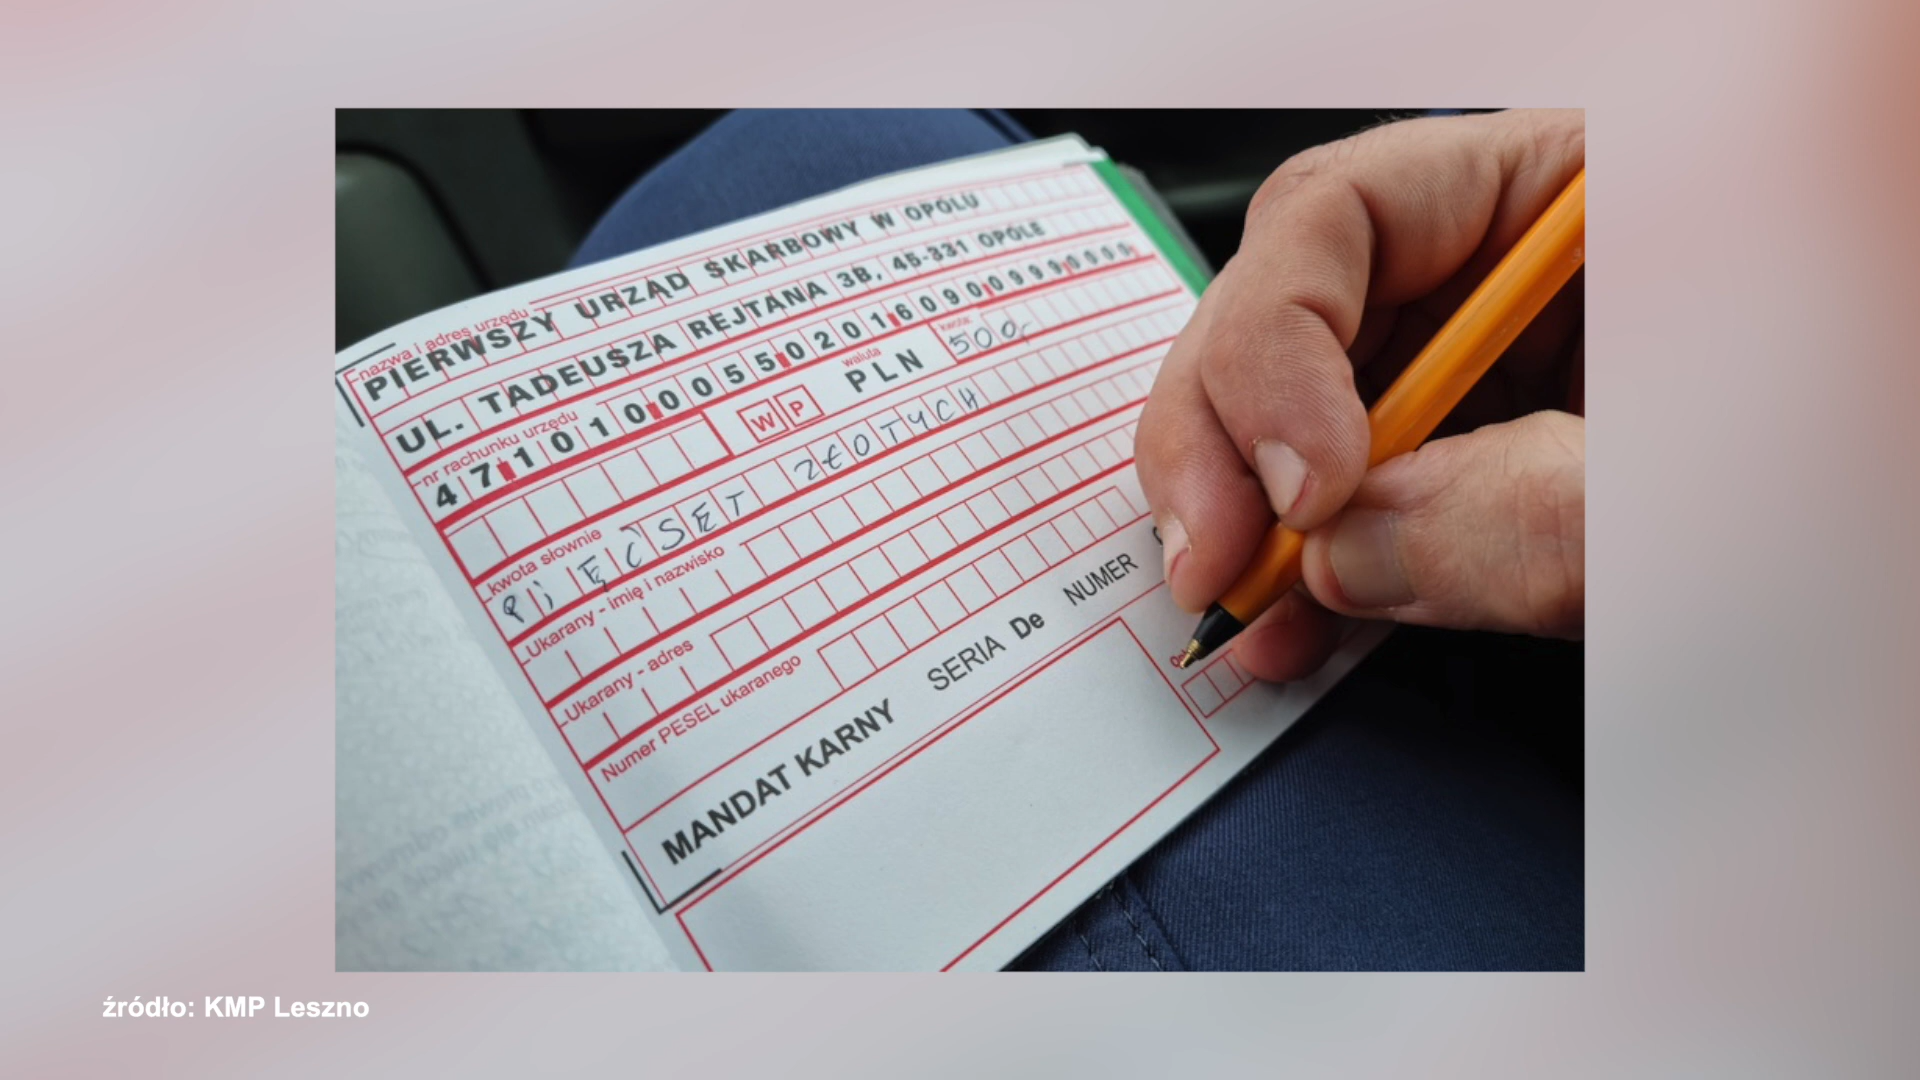 nazwa i adres urzędu
PIERWSZY URZĄD SKARBOWY W OPOLU
UL. TADEUSZA REJTANA 3B, 45-331 OPOLE
nr rachunku urzędu
47 1010 0055 0201 6090 0999 0000
W P
waluta
PLN
kwota
500,-
kwota słownie
PIĘĆSET ZŁOTYCH
Ukarany - imię i nazwisko
Ukarany - adres
Numer PESEL ukaranego
MANDAT KARNY SERIA De NUMER
źródło: KMP Leszno